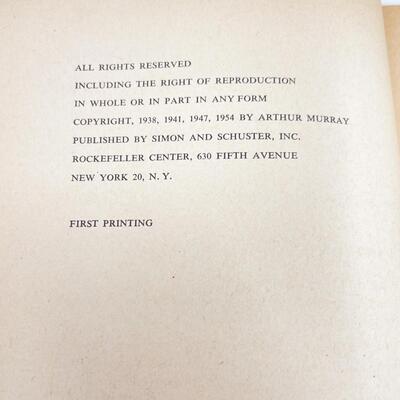 ALL RIGHTS RESERVED
INCLUDING THE RIGHT OF REPRODUCTION
IN WHOLE OR IN PART IN ANY FORM
COPYRIGHT, 1938, 1941, 1947, 1954 BY ARTHUR MURRAY
PUBLISHED BY SIMON AND SCHUSTER, INC.
ROCKEFELLER CENTER, 630 FIFTH AVENUE
NEW YORK 20, N. Y.
FIRST PRINTING